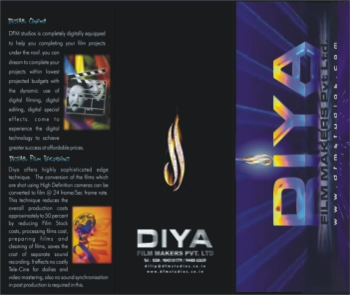 DFM studios is completely digitally equipped
to help you completing your film projects
under the roof. you can
dream to complete your
projects within lowest
projected budgets with
the dynamic use of
digital filming, digital
editing, digital special
effects. come to
experience the digital
technology to achieve
greater success at affordable prices.
Diya offers highly sophisticated edge
technique. The conversion of the films which
are shot using High Definition cameras can be
converted to film @ 24 frame/Sec frame rate.
This technique reduces the
overall production costs
approximately to 50 percent
by reducing Film Stock
costs, processing films cost,
preparing films and
cleaning of films, saves the
cost of separate sound
recording. It effects no costly
Tele-Cine for dailies and
video mastering, also no sound synchronisation
in post production is required in this.
DIYA
FILM MAKERS PVT. LTD
DIYA
FILM MAKERS Pvt Ltd